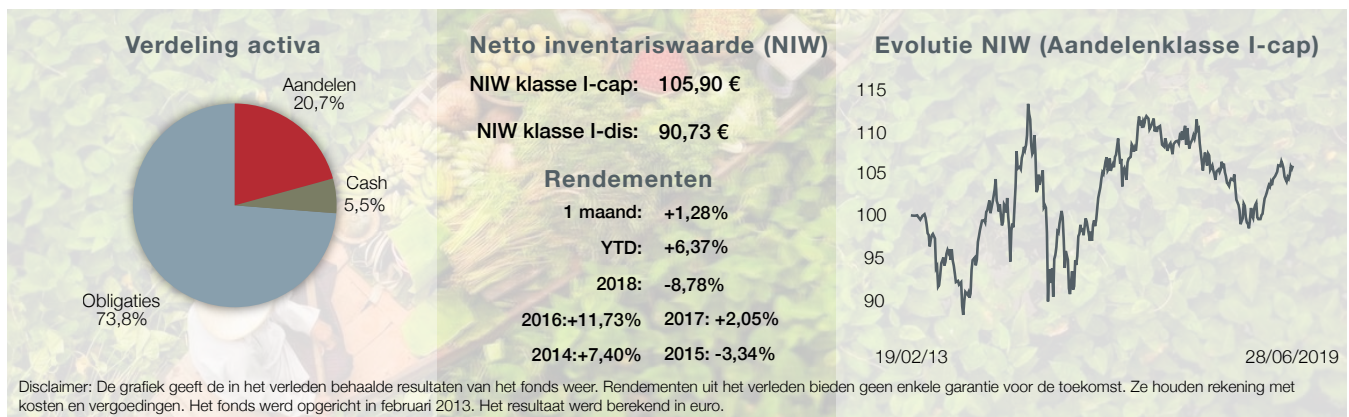 Verdeling activa
Aandelen
20,7%
Cash
5,5%
Obligaties
73,8%
Netto inventariswaarde (NIW)
NIW klasse I-cap: 105,90 €
NIW klasse I-dis: 90,73 €
Rendementen
1 maand: +1,28%
YTD: +6,37%
2018: -8,78%
2016:+11,73% 2017: +2,05%
2014:+7,40% 2015: -3,34%
Evolutie NIW (Aandelenklasse I-cap)
115
110
105
100
95
90
19/02/13 28/06/2019
Disclaimer: De grafiek geeft de in het verleden behaalde resultaten van het fonds weer. Rendementen uit het verleden bieden geen enkele garantie voor de toekomst. Ze houden rekening met
kosten en vergoedingen. Het fonds werd opgericht in februari 2013. Het resultaat werd berekend in euro.